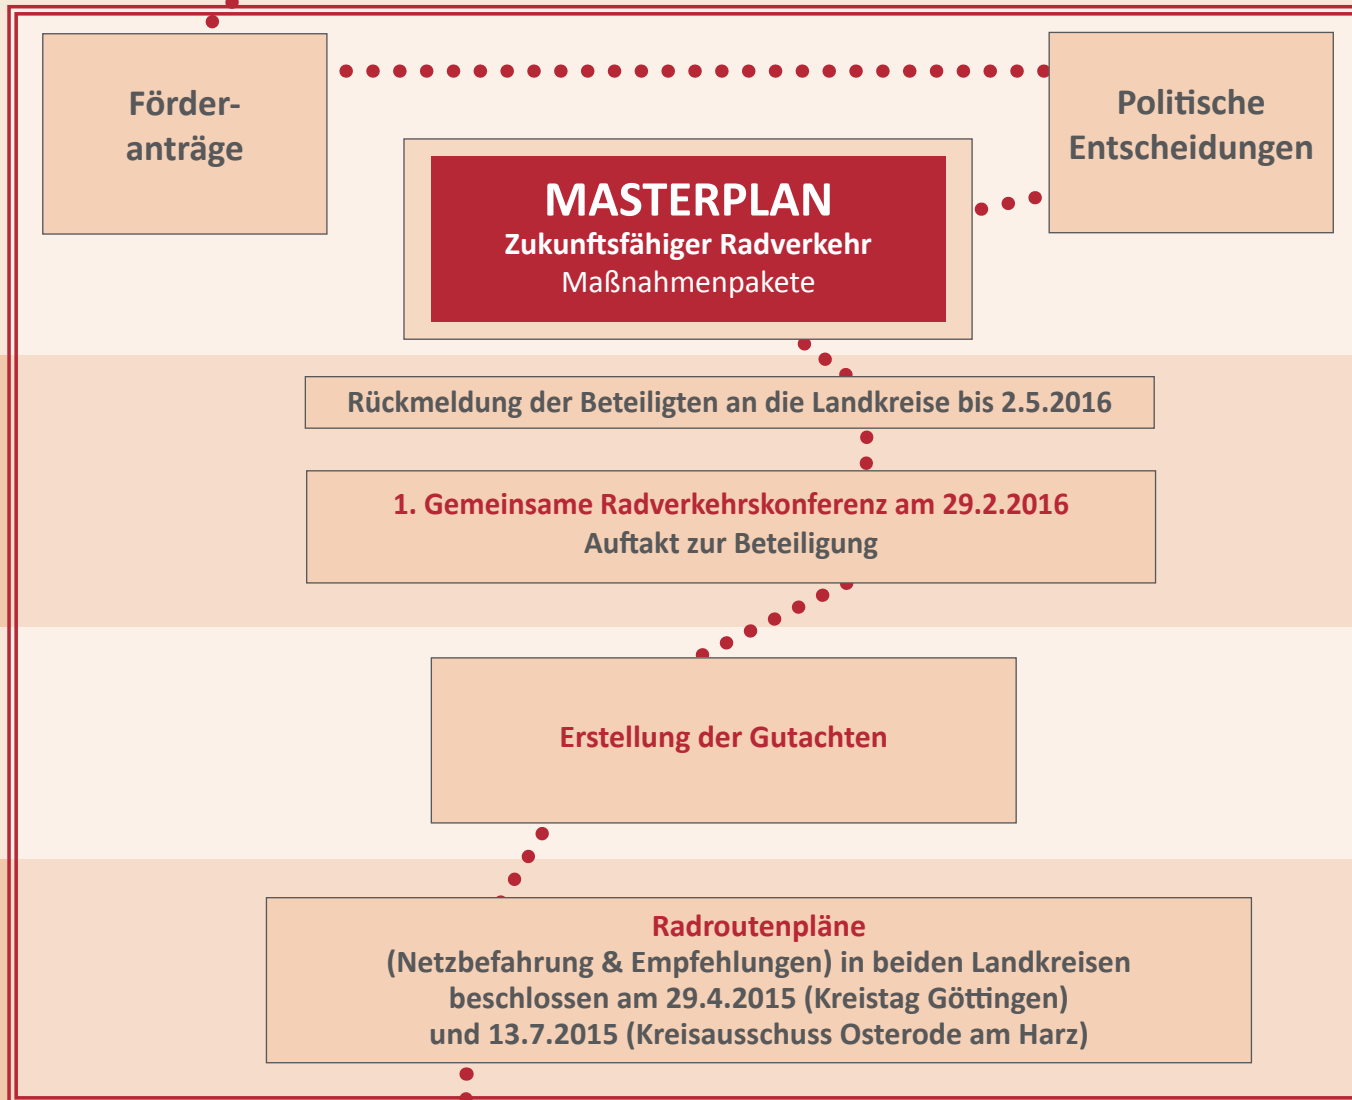 Förder-
anträge
Politische
Entscheidungen
MASTERPLAN
Zukunftsfähiger Radverkehr
Maßnahmenpakete
Rückmeldung der Beteiligten an die Landkreise bis 2.5.2016
1. Gemeinsame Radverkehrskonferenz am 29.2.2016
Auftakt zur Beteiligung
Erstellung der Gutachten
Radroutenpläne
(Netzbefahrung & Empfehlungen) in beiden Landkreisen
beschlossen am 29.4.2015 (Kreistag Göttingen)
und 13.7.2015 (Kreisausschuss Osterode am Harz)